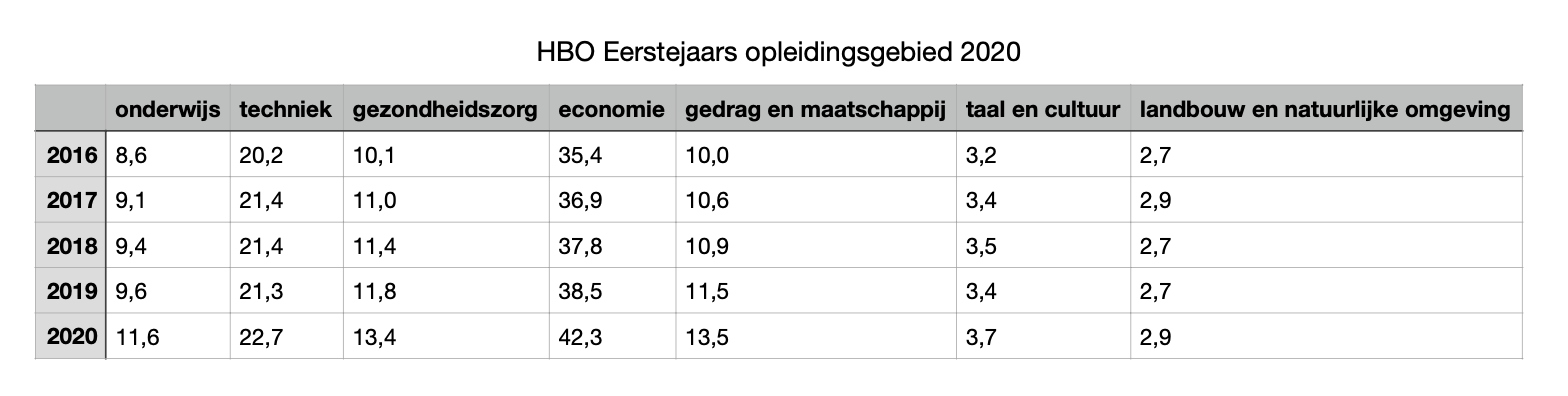 HBO Eerstejaars opleidingsgebied 2020
onderwijs techniek gezondheidszorg economie gedrag en maatschappij taal en cultuur landbouw en natuurlijke omgeving
2016 8,6 20,2 10,1 35,4 10,0 3,2 2,7
2017 9,1 21,4 11,0 36,9 10,6 3,4 2,9
2018 9,4 21,4 11,4 37,8 10,9 3,5 2,7
2019 9,6 21,3 11,8 38,5 11,5 3,4 2,7
2020 11,6 22,7 13,4 42,3 13,5 3,7 2,9